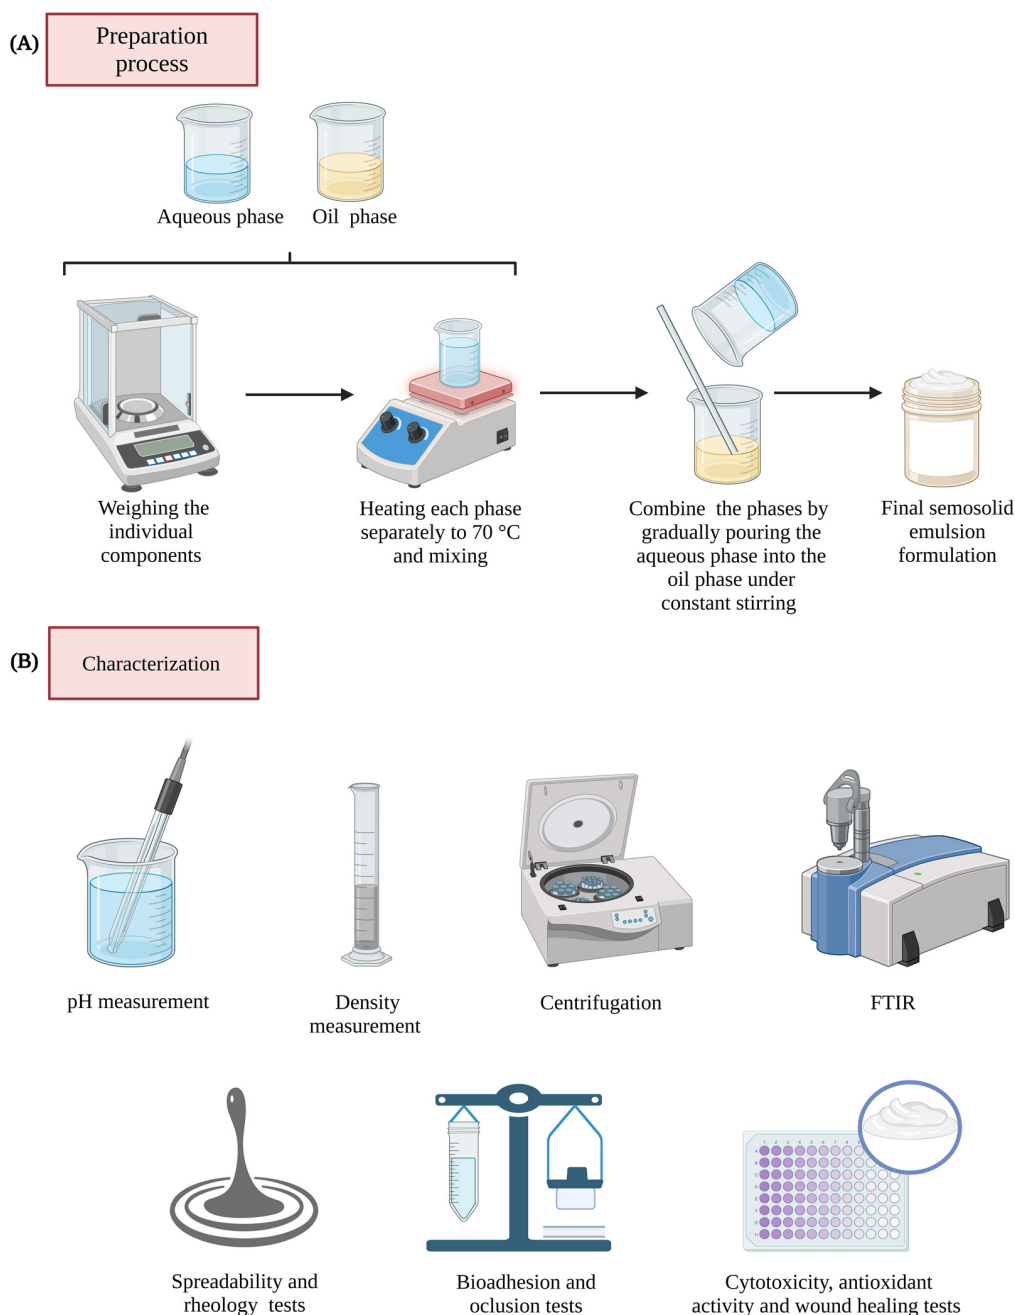 (A)
Preparation
process
Aqueous phase
Oil phase
Weighing the
individual
components
Heating each phase
separately to 70 °C
and mixing
Combine the phases by
gradually pouring the
aqueous phase into the
oil phase under
constant stirring
Final semosolid
emulsion
formulation
(B)
Characterization
pH measurement
Density
measurement
Centrifugation
FTIR
Spreadability and
rheology tests
Bioadhesion and
oclusion tests
Cytotoxicity, antioxidant
activity and wound healing tests